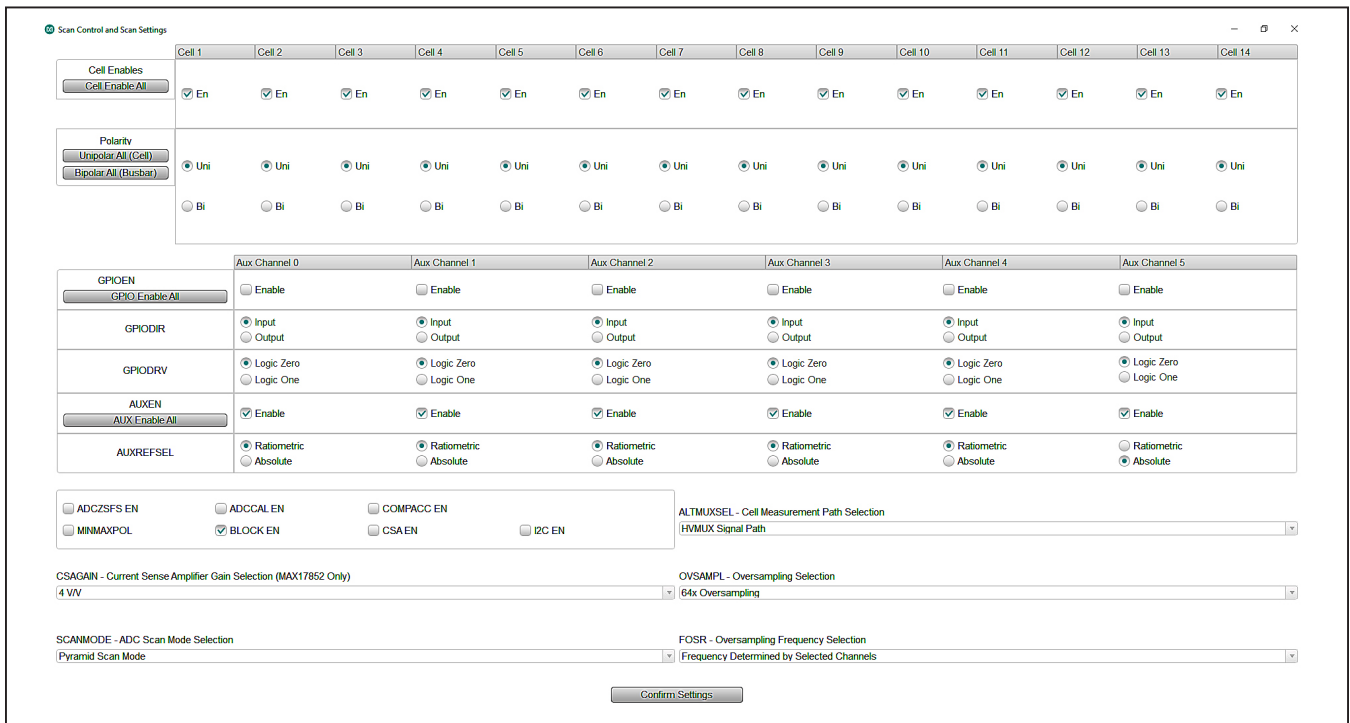 Scan Control and Scan Settings
Cell 1 Cell 2 Cell 3 Cell 4 Cell 5 Cell 6 Cell 7 Cell 8 Cell 9 Cell 10 Cell 11 Cell 12 Cell 13 Cell 14
Cell Enables
Cell Enable All
En En En En En En En En En En En En En En
Polarity
Unipolar All (Cell)
Bipolar All (Busbar)
Uni Uni Uni Uni Uni Uni Uni Uni Uni Uni Uni Uni Uni Uni
Bi Bi Bi Bi Bi Bi Bi Bi Bi Bi Bi Bi Bi Bi
Aux Channel 0 Aux Channel 1 Aux Channel 2 Aux Channel 3 Aux Channel 4 Aux Channel 5
GPIOEN
GPIO Enable All
Enable Enable Enable Enable Enable Enable
GPIODIR
Input Input Input Input Input Input
Output Output Output Output Output Output
GPIODRV
Logic Zero Logic Zero Logic Zero Logic Zero Logic Zero Logic Zero
Logic One Logic One Logic One Logic One Logic One Logic One
AUXEN
AUX Enable All
Enable Enable Enable Enable Enable Enable
AUXREFSEL
Ratiometric Ratiometric Ratiometric Ratiometric Ratiometric Ratiometric
Absolute Absolute Absolute Absolute Absolute Absolute
ADCZSFS EN ADCCAL EN COMPACC EN
MINMAXPOL BLOCK EN CSA EN I2C EN
ALTMUXSEL - Cell Measurement Path Selection
HVMUX Signal Path
CSAGAIN - Current Sense Amplifier Gain Selection (MAX17852 Only)
4 V/V
OVSAMPL - Oversampling Selection
64x Oversampling
SCANMODE - ADC Scan Mode Selection
Pyramid Scan Mode
FOSR - Oversampling Frequency Selection
Frequency Determined by Selected Channels
Confirm Settings